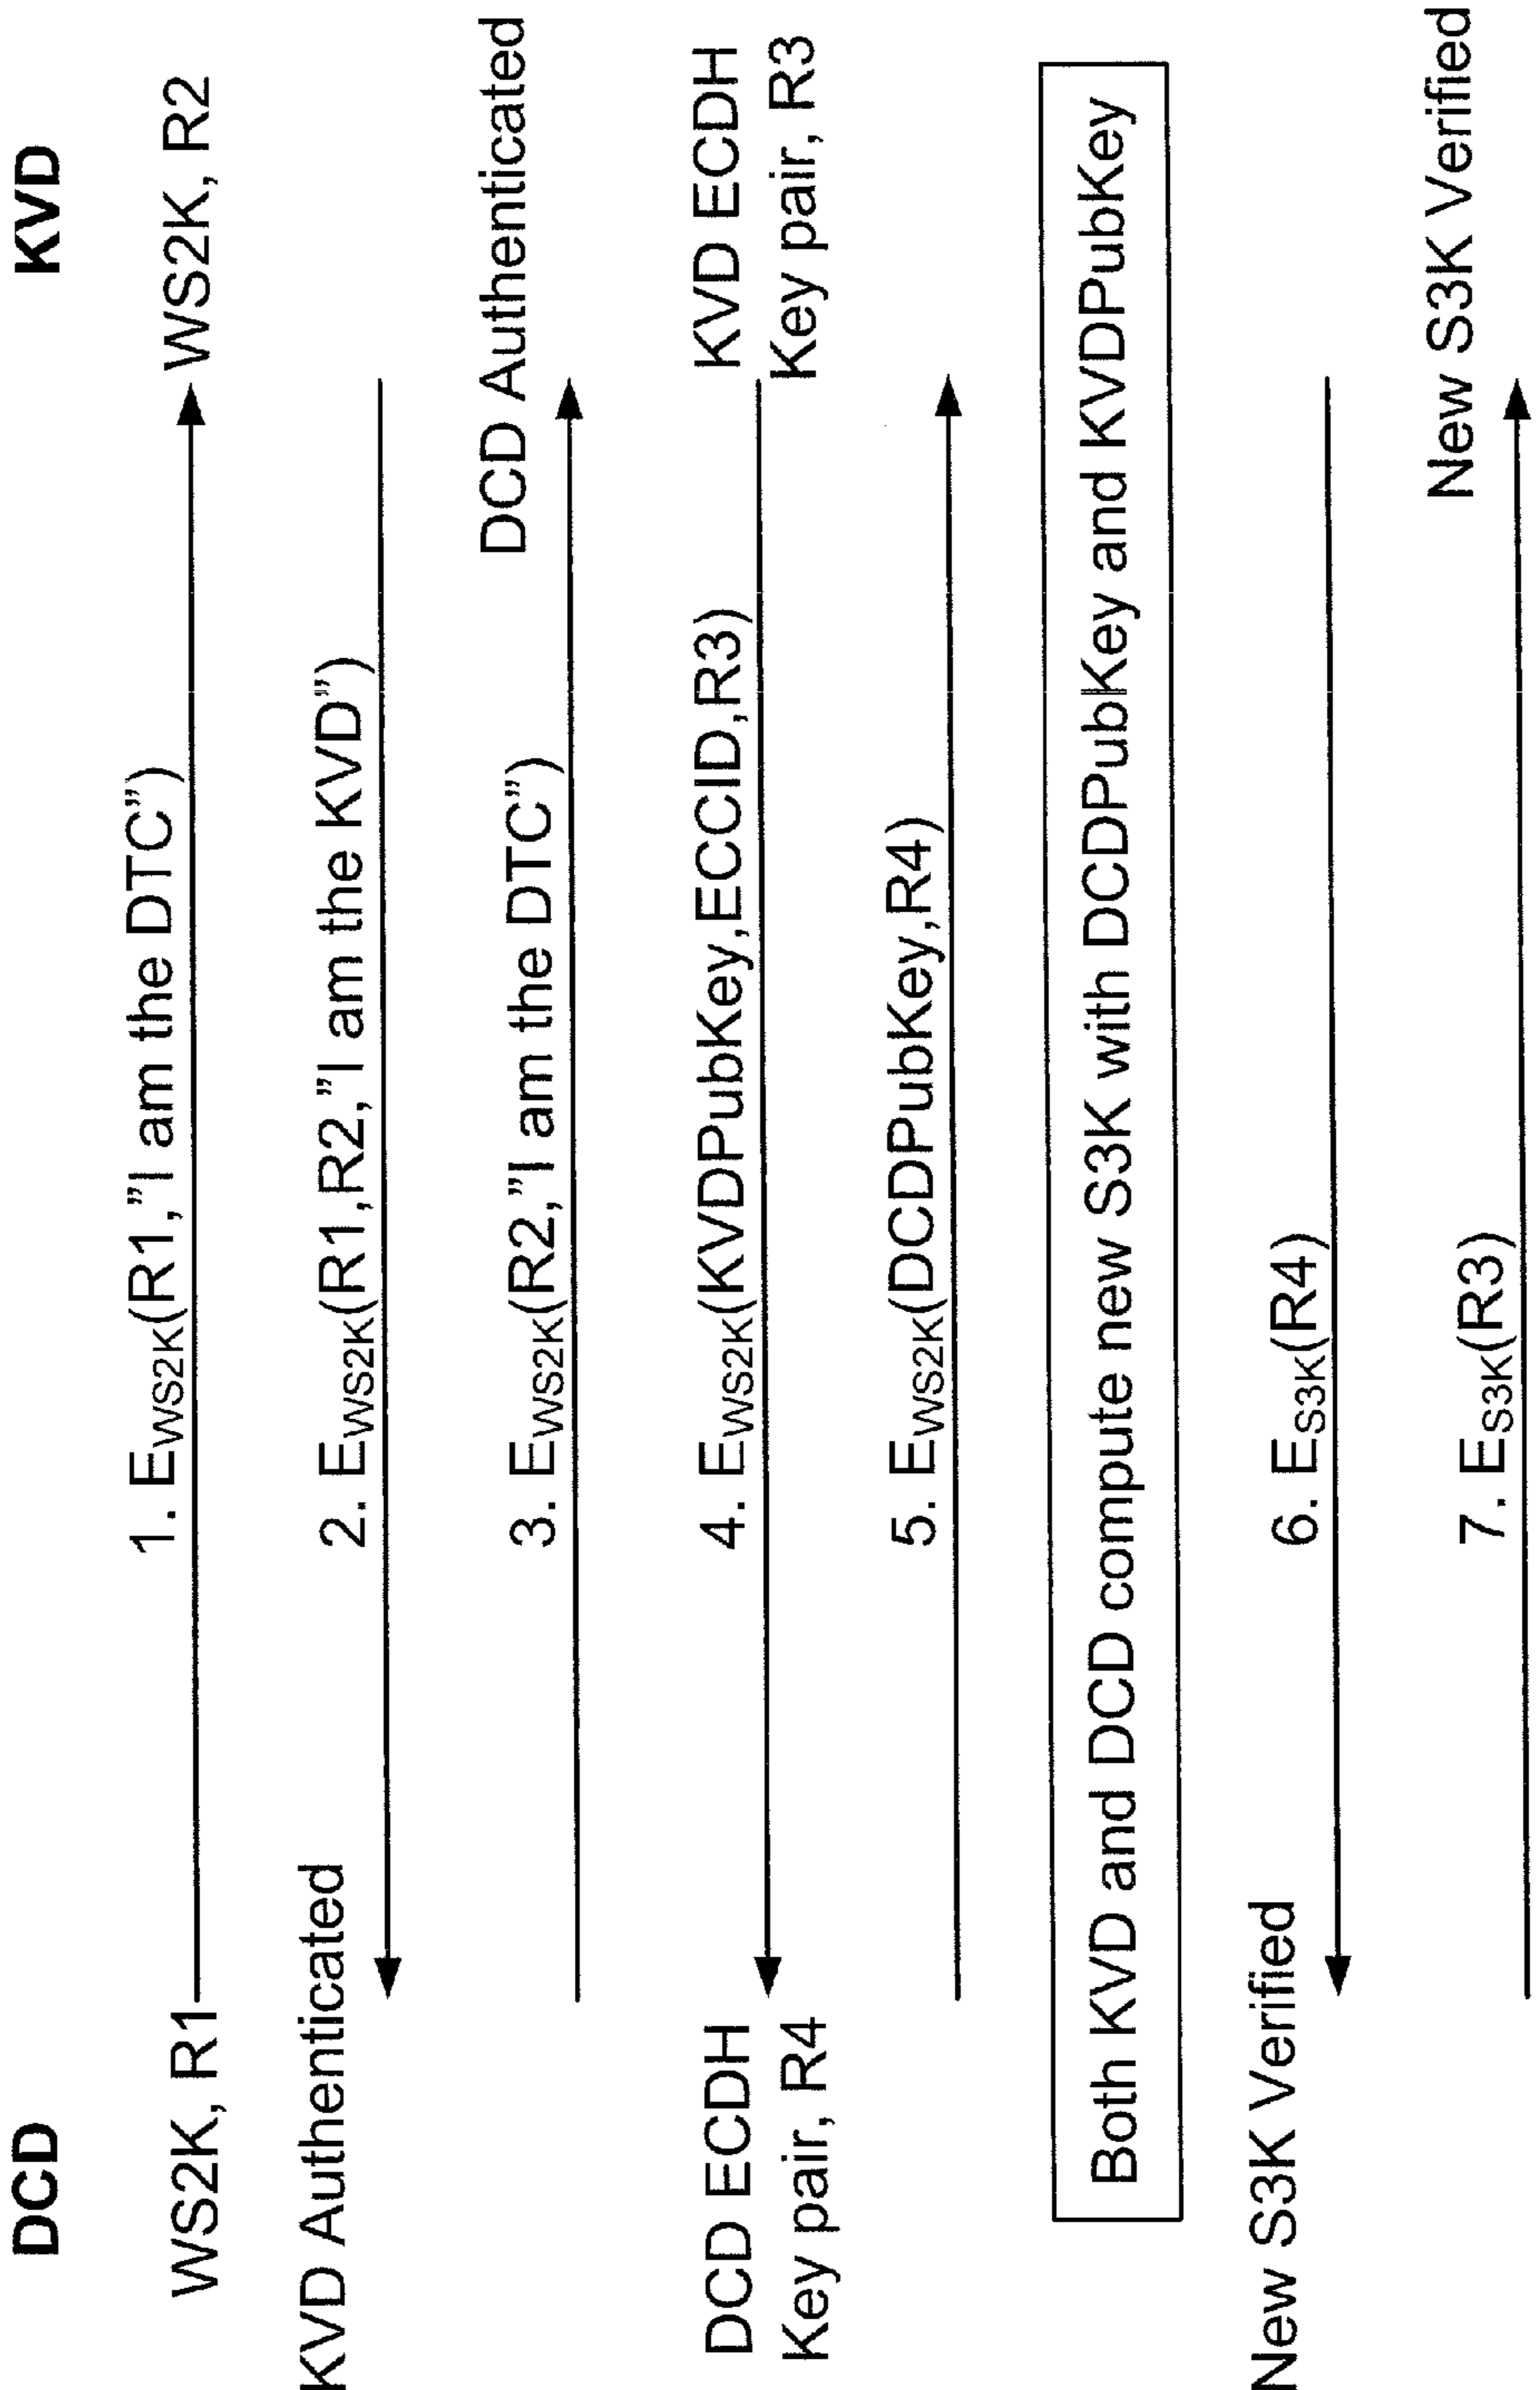 DCD
KVD
WS2K, R1
1. EWS2K(R1,"I am the DTC")
WS2K, R2
KVD Authenticated
2. EWS2K(R1,R2,"I am the KVD")
3. EWS2K(R2,"I am the DTC")
DCD Authenticated
DCD ECDH
Key pair, R4
4. EWS2K(KVDPubKey,ECCID,R3)
KVD ECDH
Key pair, R3
5. EWS2K(DCDPubKey,R4)
Both KVD and DCD compute new S3K with DCDPubKey and KVDPubKey
New S3K Verified
6. ES3K(R4)
7. ES3K(R3)
New S3K Verified